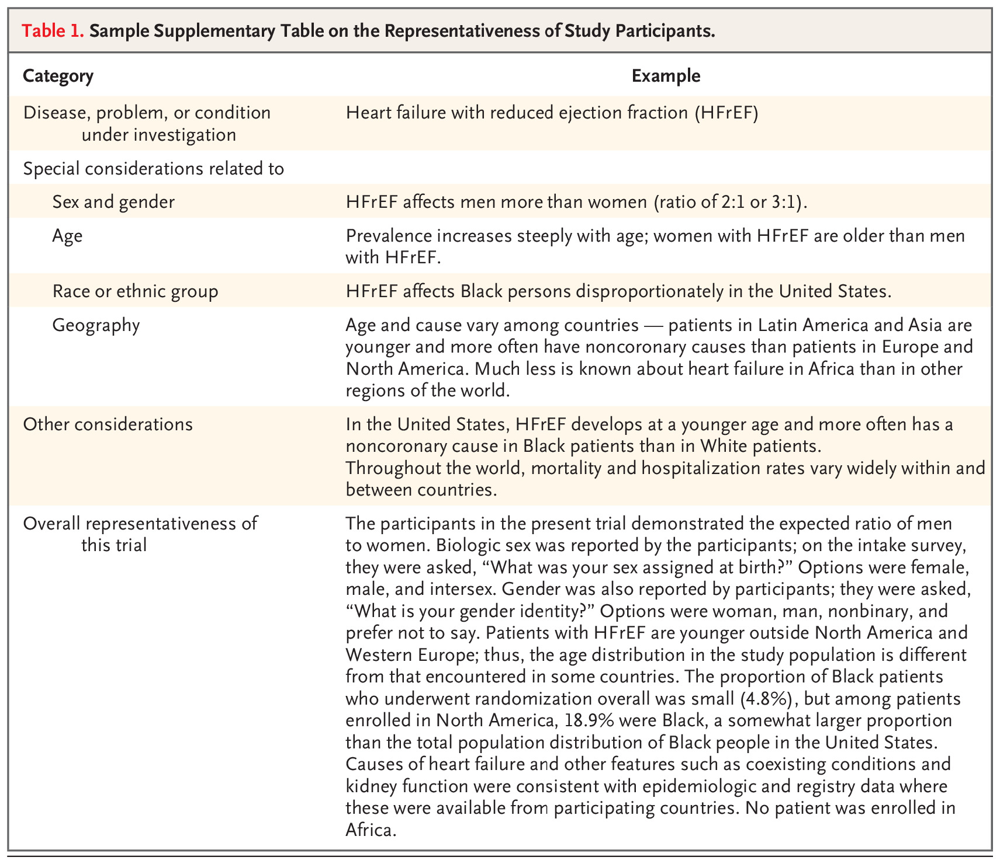 Table 1. Sample Supplementary Table on the Representativeness of Study Participants.
Category
Example
Disease, problem, or condition
under investigation
Heart failure with reduced ejection fraction (HFrEF)
Special considerations related to
Sex and gender
HFrEF affects men more than women (ratio of 2:1 or 3:1).
Age
Prevalence increases steeply with age; women with HFrEF are older than men
with HFrEF.
Race or ethnic group
HFrEF affects Black persons disproportionately in the United States.
Geography
Age and cause vary among countries — patients in Latin America and Asia are
younger and more often have noncoronary causes than patients in Europe and
North America. Much less is known about heart failure in Africa than in other
regions of the world.
Other considerations
In the United States, HFrEF develops at a younger age and more often has a
noncoronary cause in Black patients than in White patients.
Throughout the world, mortality and hospitalization rates vary widely within and
between countries.
Overall representativeness of
this trial
The participants in the present trial demonstrated the expected ratio of men
to women. Biologic sex was reported by the participants; on the intake survey,
they were asked, “What was your sex assigned at birth?” Options were female,
male, and intersex. Gender was also reported by participants; they were asked,
“What is your gender identity?” Options were woman, man, nonbinary, and
prefer not to say. Patients with HFrEF are younger outside North America and
Western Europe; thus, the age distribution in the study population is different
from that encountered in some countries. The proportion of Black patients
who underwent randomization overall was small (4.8%), but among patients
enrolled in North America, 18.9% were Black, a somewhat larger proportion
than the total population distribution of Black people in the United States.
Causes of heart failure and other features such as coexisting conditions and
kidney function were consistent with epidemiologic and registry data where
these were available from participating countries. No patient was enrolled in
Africa.